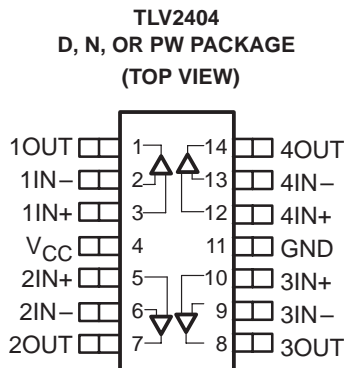 TLV2404
D, N, OR PW PACKAGE
(TOP VIEW)
1OUT 1 14 4OUT
1IN− 2 13 4IN−
1IN+ 3 12 4IN+
VCC 4 11 GND
2IN+ 5 10 3IN+
2IN− 6 9 3IN−
2OUT 7 8 3OUT